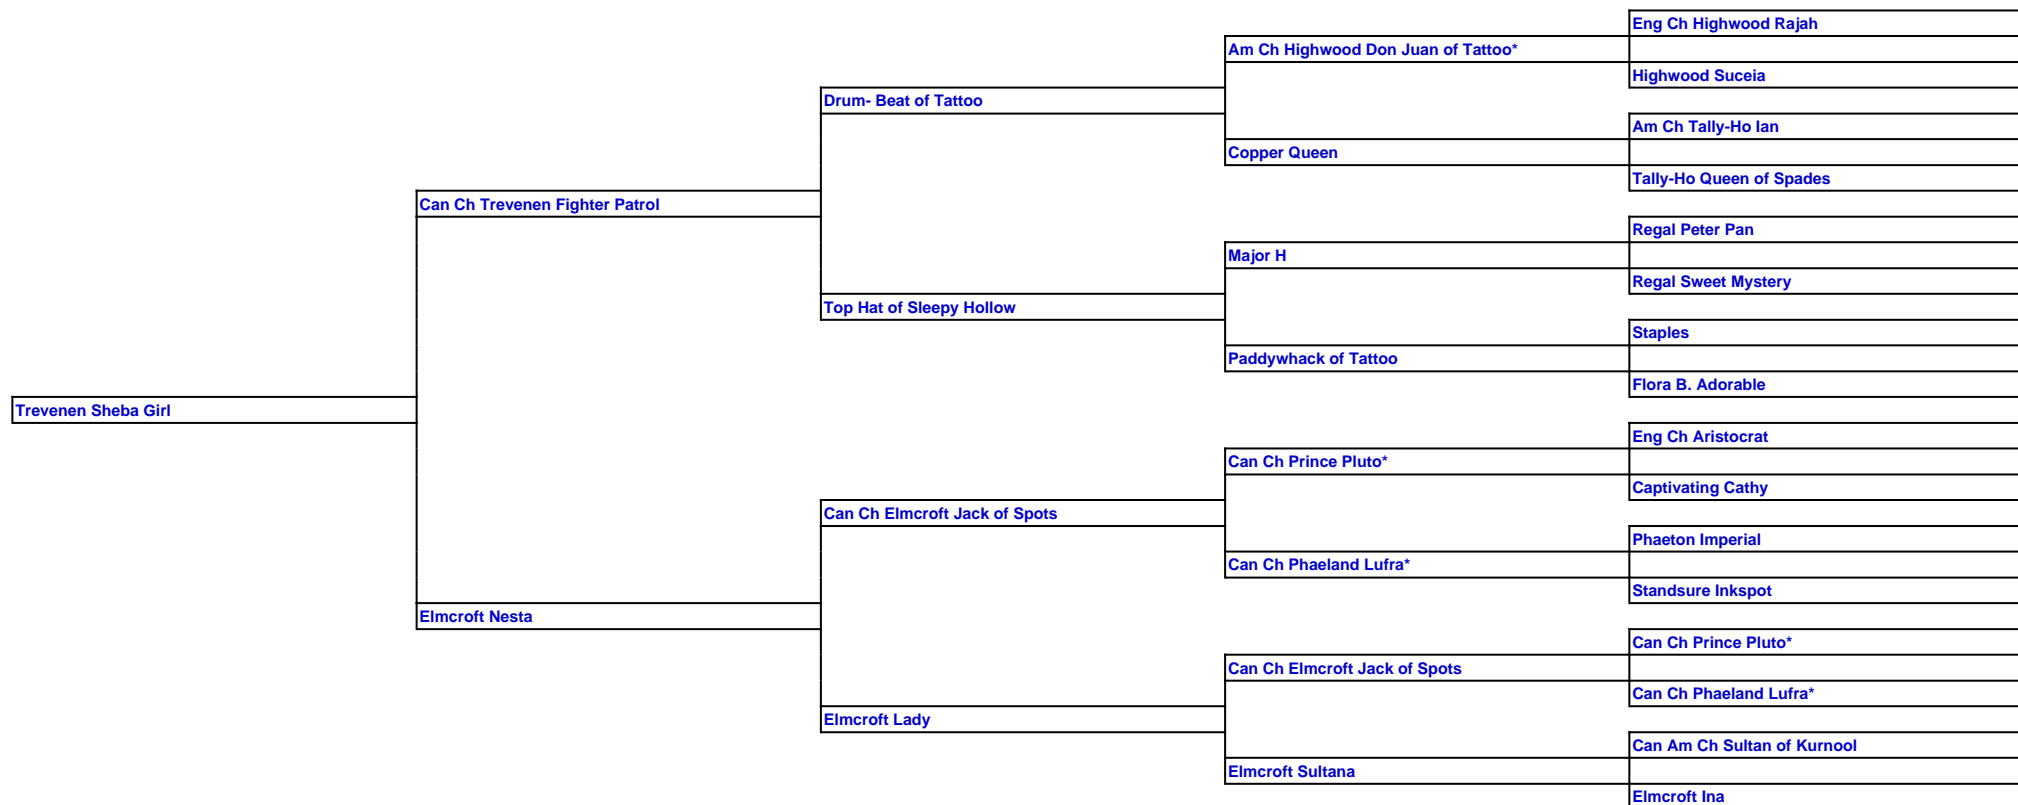 Eng Ch Highwood Rajah
Am Ch Highwood Don Juan of Tattoo*
Highwood Suceia
Drum- Beat of Tattoo
Am Ch Tally-Ho Ian
Copper Queen
Tally-Ho Queen of Spades
Can Ch Trevenen Fighter Patrol
Regal Peter Pan
Major H
Regal Sweet Mystery
Top Hat of Sleepy Hollow
Staples
Paddywhack of Tattoo
Flora B. Adorable
Trevenen Sheba Girl
Eng Ch Aristocrat
Can Ch Prince Pluto*
Captivating Cathy
Can Ch Elmcroft Jack of Spots
Phaeton Imperial
Can Ch Phaeland Lufra*
Standsure Inkspot
Elmcroft Nesta
Can Ch Prince Pluto*
Can Ch Elmcroft Jack of Spots
Can Ch Phaeland Lufra*
Elmcroft Lady
Can Am Ch Sultan of Kurnool
Elmcroft Sultana
Elmcroft Ina